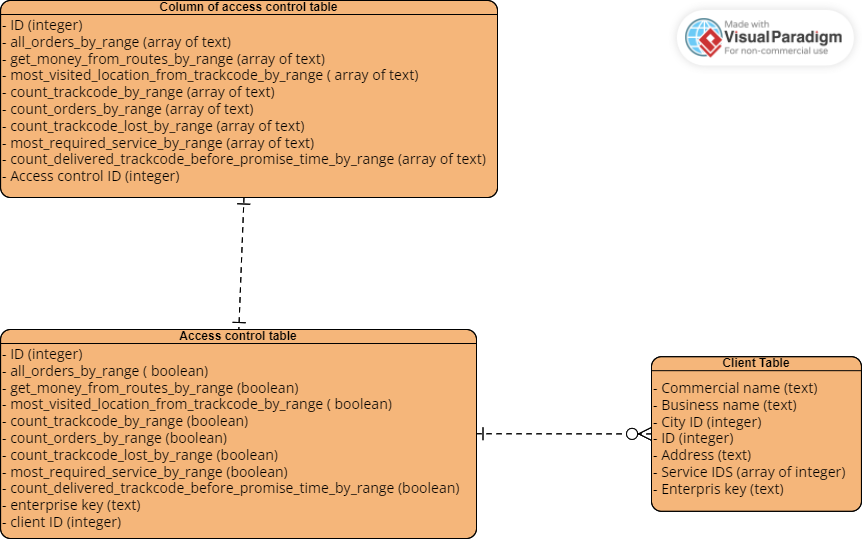 Column of access control table
- ID (integer)
- all_orders_by_range (array of text)
- get_money_from_routes_by_range (array of text)
- most_visited_location_from_trackcode_by_range ( array of text)
- count_trackcode_by_range (array of text)
- count_orders_by_range (array of text)
- count_trackcode_lost_by_range (array of text)
- most_required_service_by_range (array of text)
- count_delivered_trackcode_before_promise_time_by_range (array of text)
- Access control ID (integer)
Made with
VisualParadigm
For non-commercial use
Access control table
- ID (integer)
- all_orders_by_range ( boolean)
- get_money_from_routes_by_range (boolean)
- most_visited_location_from_trackcode_by_range ( boolean)
- count_trackcode_by_range (boolean)
- count_orders_by_range (boolean)
- count_trackcode_lost_by_range (boolean)
- most_required_service_by_range (boolean)
- count_delivered_trackcode_before_promise_time_by_range (boolean)
- enterprise key (text)
- client ID (integer)
Client Table
- Commercial name (text)
- Business name (text)
- City ID (integer)
- ID (integer)
- Address (text)
- Service IDS (array of integer)
- Enterpris key (text)